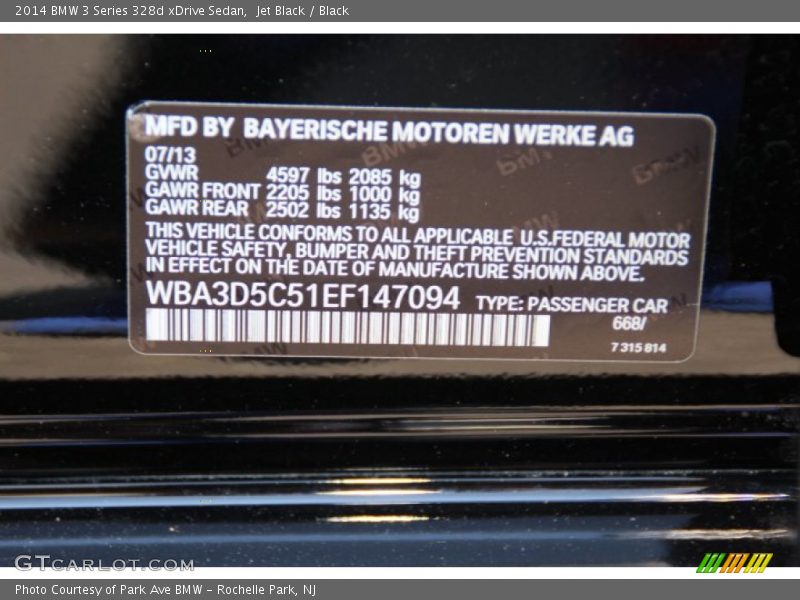 2014 BMW 3 Series 328d xDrive Sedan, Jet Black / Black
MFD BY BAYERISCHE MOTOREN WERKE AG
07/13
GVWR 4597 lbs 2085 kg
GAWR FRONT 2205 lbs 1000 kg
GAWR REAR 2502 lbs 1135 kg
THIS VEHICLE CONFORMS TO ALL APPLICABLE U.S.FEDERAL MOTOR
VEHICLE SAFETY, BUMPER AND THEFT PREVENTION STANDARDS
IN EFFECT ON THE DATE OF MANUFACTURE SHOWN ABOVE.
WBA3D5C51EF147094 TYPE: PASSENGER CAR
668/
7 315 814
GTCARLOT.COM
Photo Courtesy of Park Ave BMW - Rochelle Park, NJ